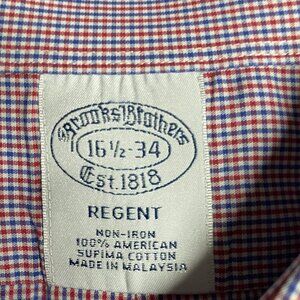 Brooks Brothers
16½-34
Est. 1818
REGENT
NON-IRON
100% AMERICAN
SUPIMA COTTON
MADE IN MALAYSIA